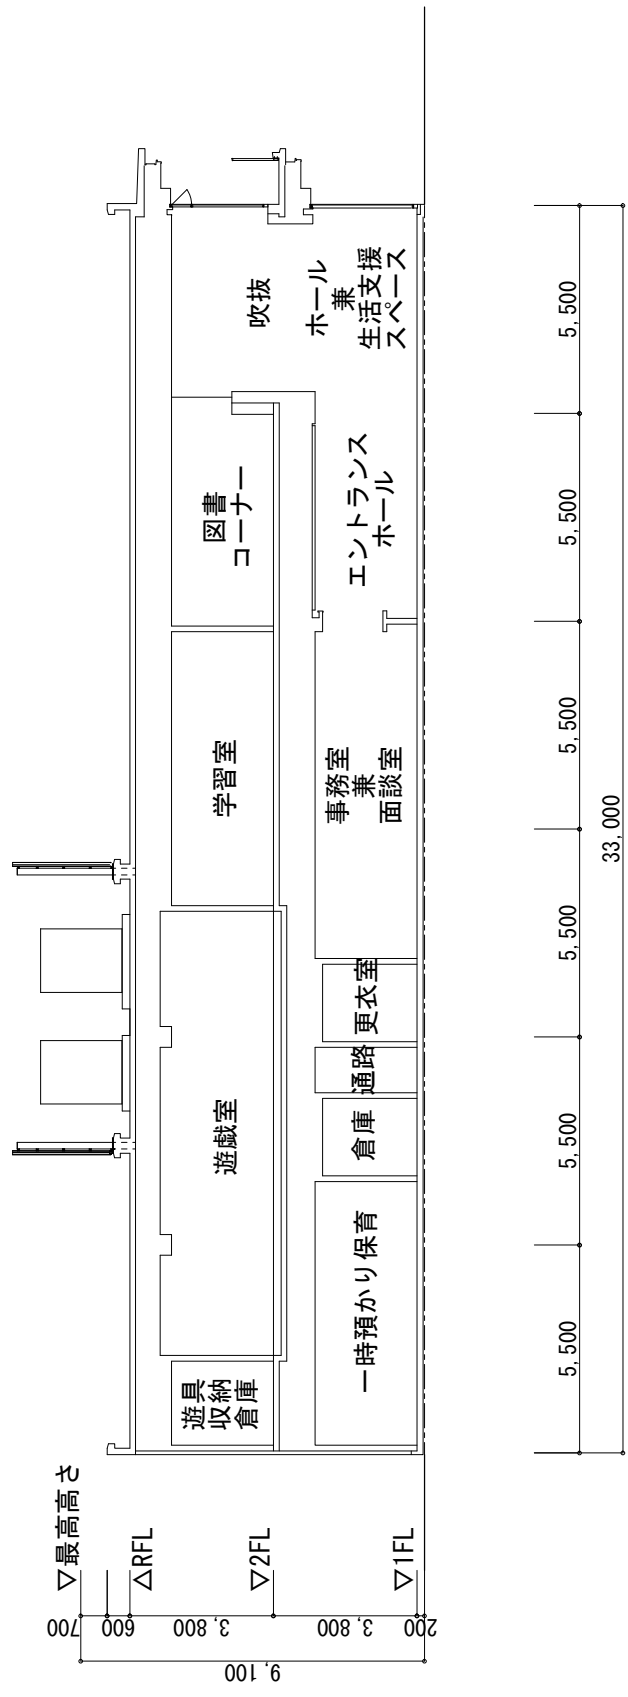 ▽最高高さ
△RFL
▽2FL
▽1FL
700
600
3,800
3,800
200
9,100
遊具
収納
倉庫
遊戯室
学習室
図書
コーナー
吹抜
一時預かり保育
倉庫
通路
更衣室
事務室
兼
面談室
エントランス
ホール
ホール
兼
生活支援
スペース
5,500
5,500
5,500
5,500
5,500
5,500
33,000